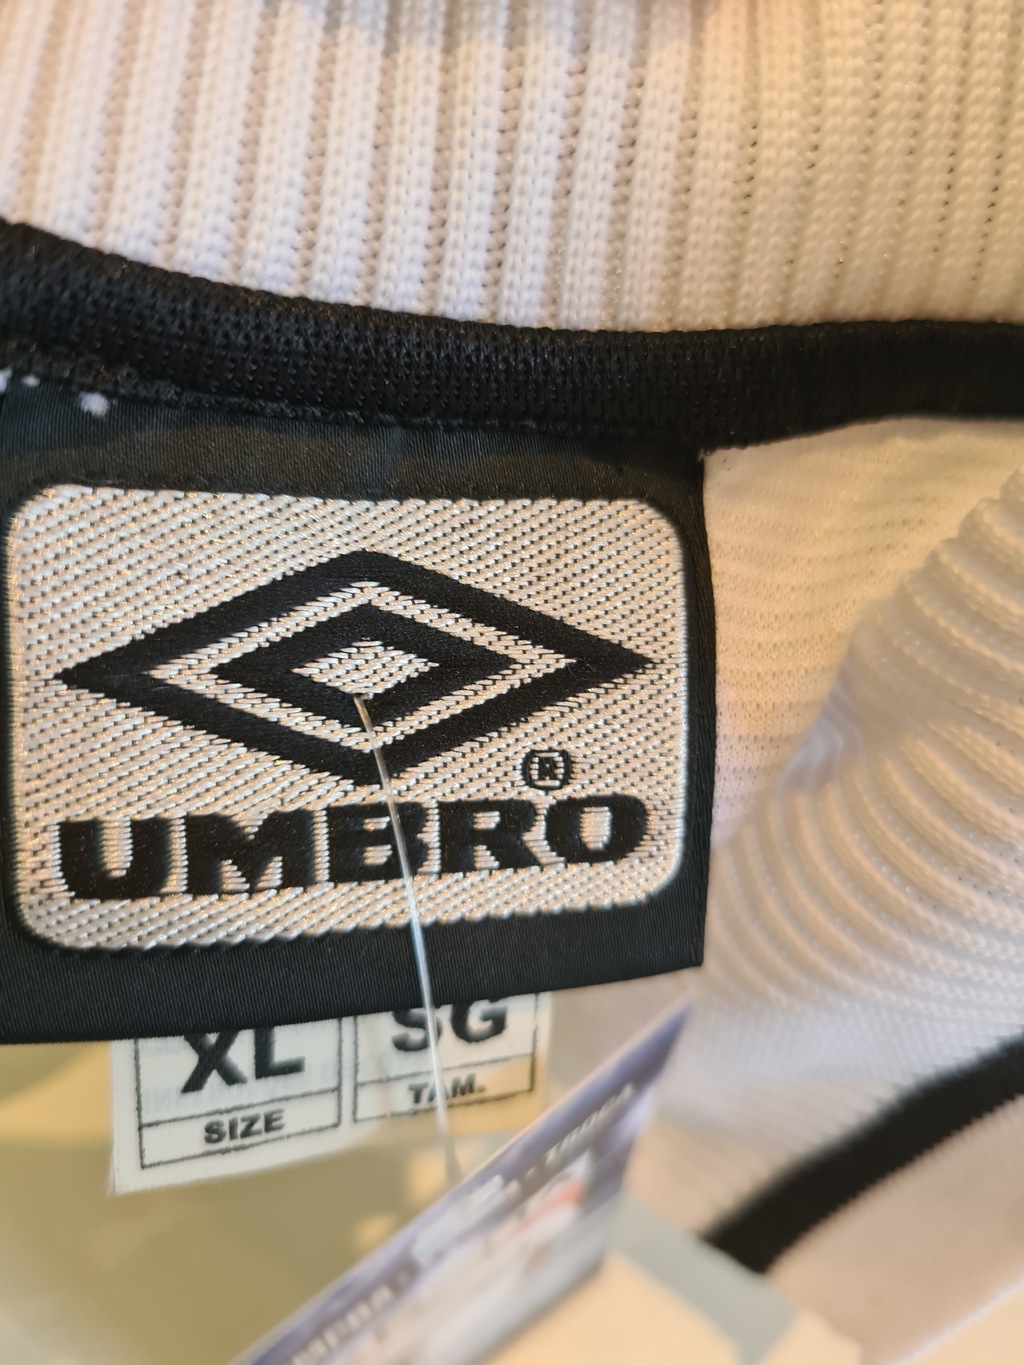 ®
UMBRO
XL SG
SIZE TAM.